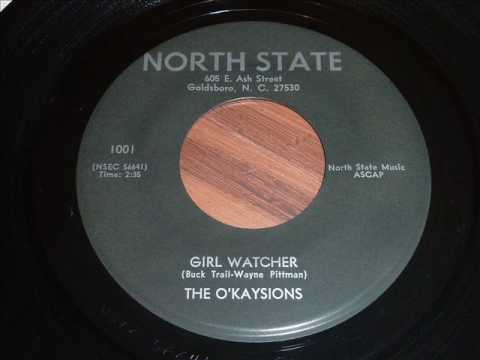 NORTH STATE
605 E. Ash Street
Goldsboro, N. C. 27530
1001
(NSEC 56641)
Time: 2:35
North State Music
ASCAP
GIRL WATCHER
(Buck Trail-Wayne Pittman)
THE O'KAYSIONS